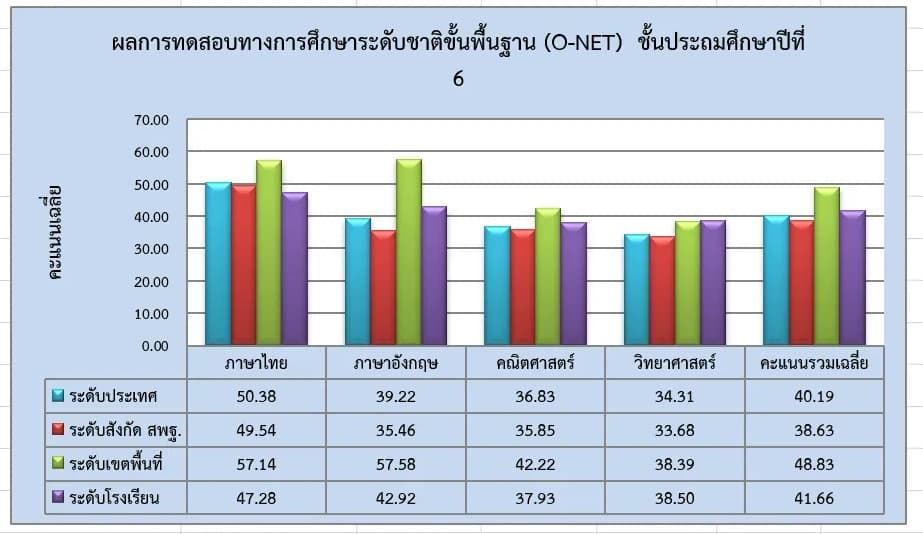 ผลการทดสอบทางการศึกษาระดับชาติขั้นพื้นฐาน (O-NET) ชั้นประถมศึกษาปีที่
6
คะแนนเฉลี่ย
70.00
60.00
50.00
40.00
30.00
20.00
10.00
0.00
ภาษาไทย ภาษาอังกฤษ คณิตศาสตร์ วิทยาศาสตร์ คะแนนรวมเฉลี่ย
ระดับประเทศ 50.38 39.22 36.83 34.31 40.19
ระดับสังกัด สพฐ. 49.54 35.46 35.85 33.68 38.63
ระดับเขตพื้นที่ 57.14 57.58 42.22 38.39 48.83
ระดับโรงเรียน 47.28 42.92 37.93 38.50 41.66